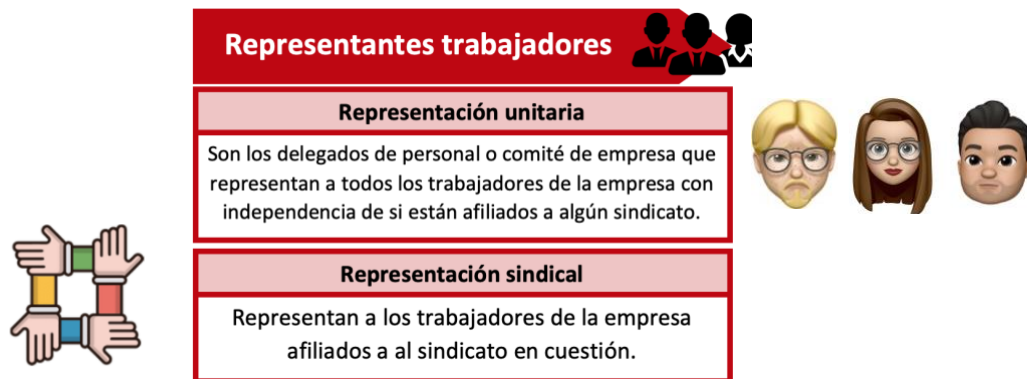 Representantes trabajadores
Representación unitaria
Son los delegados de personal o comité de empresa que
representan a todos los trabajadores de la empresa con
independencia de si están afiliados a algún sindicato.
Representación sindical
Representan a los trabajadores de la empresa
afiliados a al sindicato en cuestión.